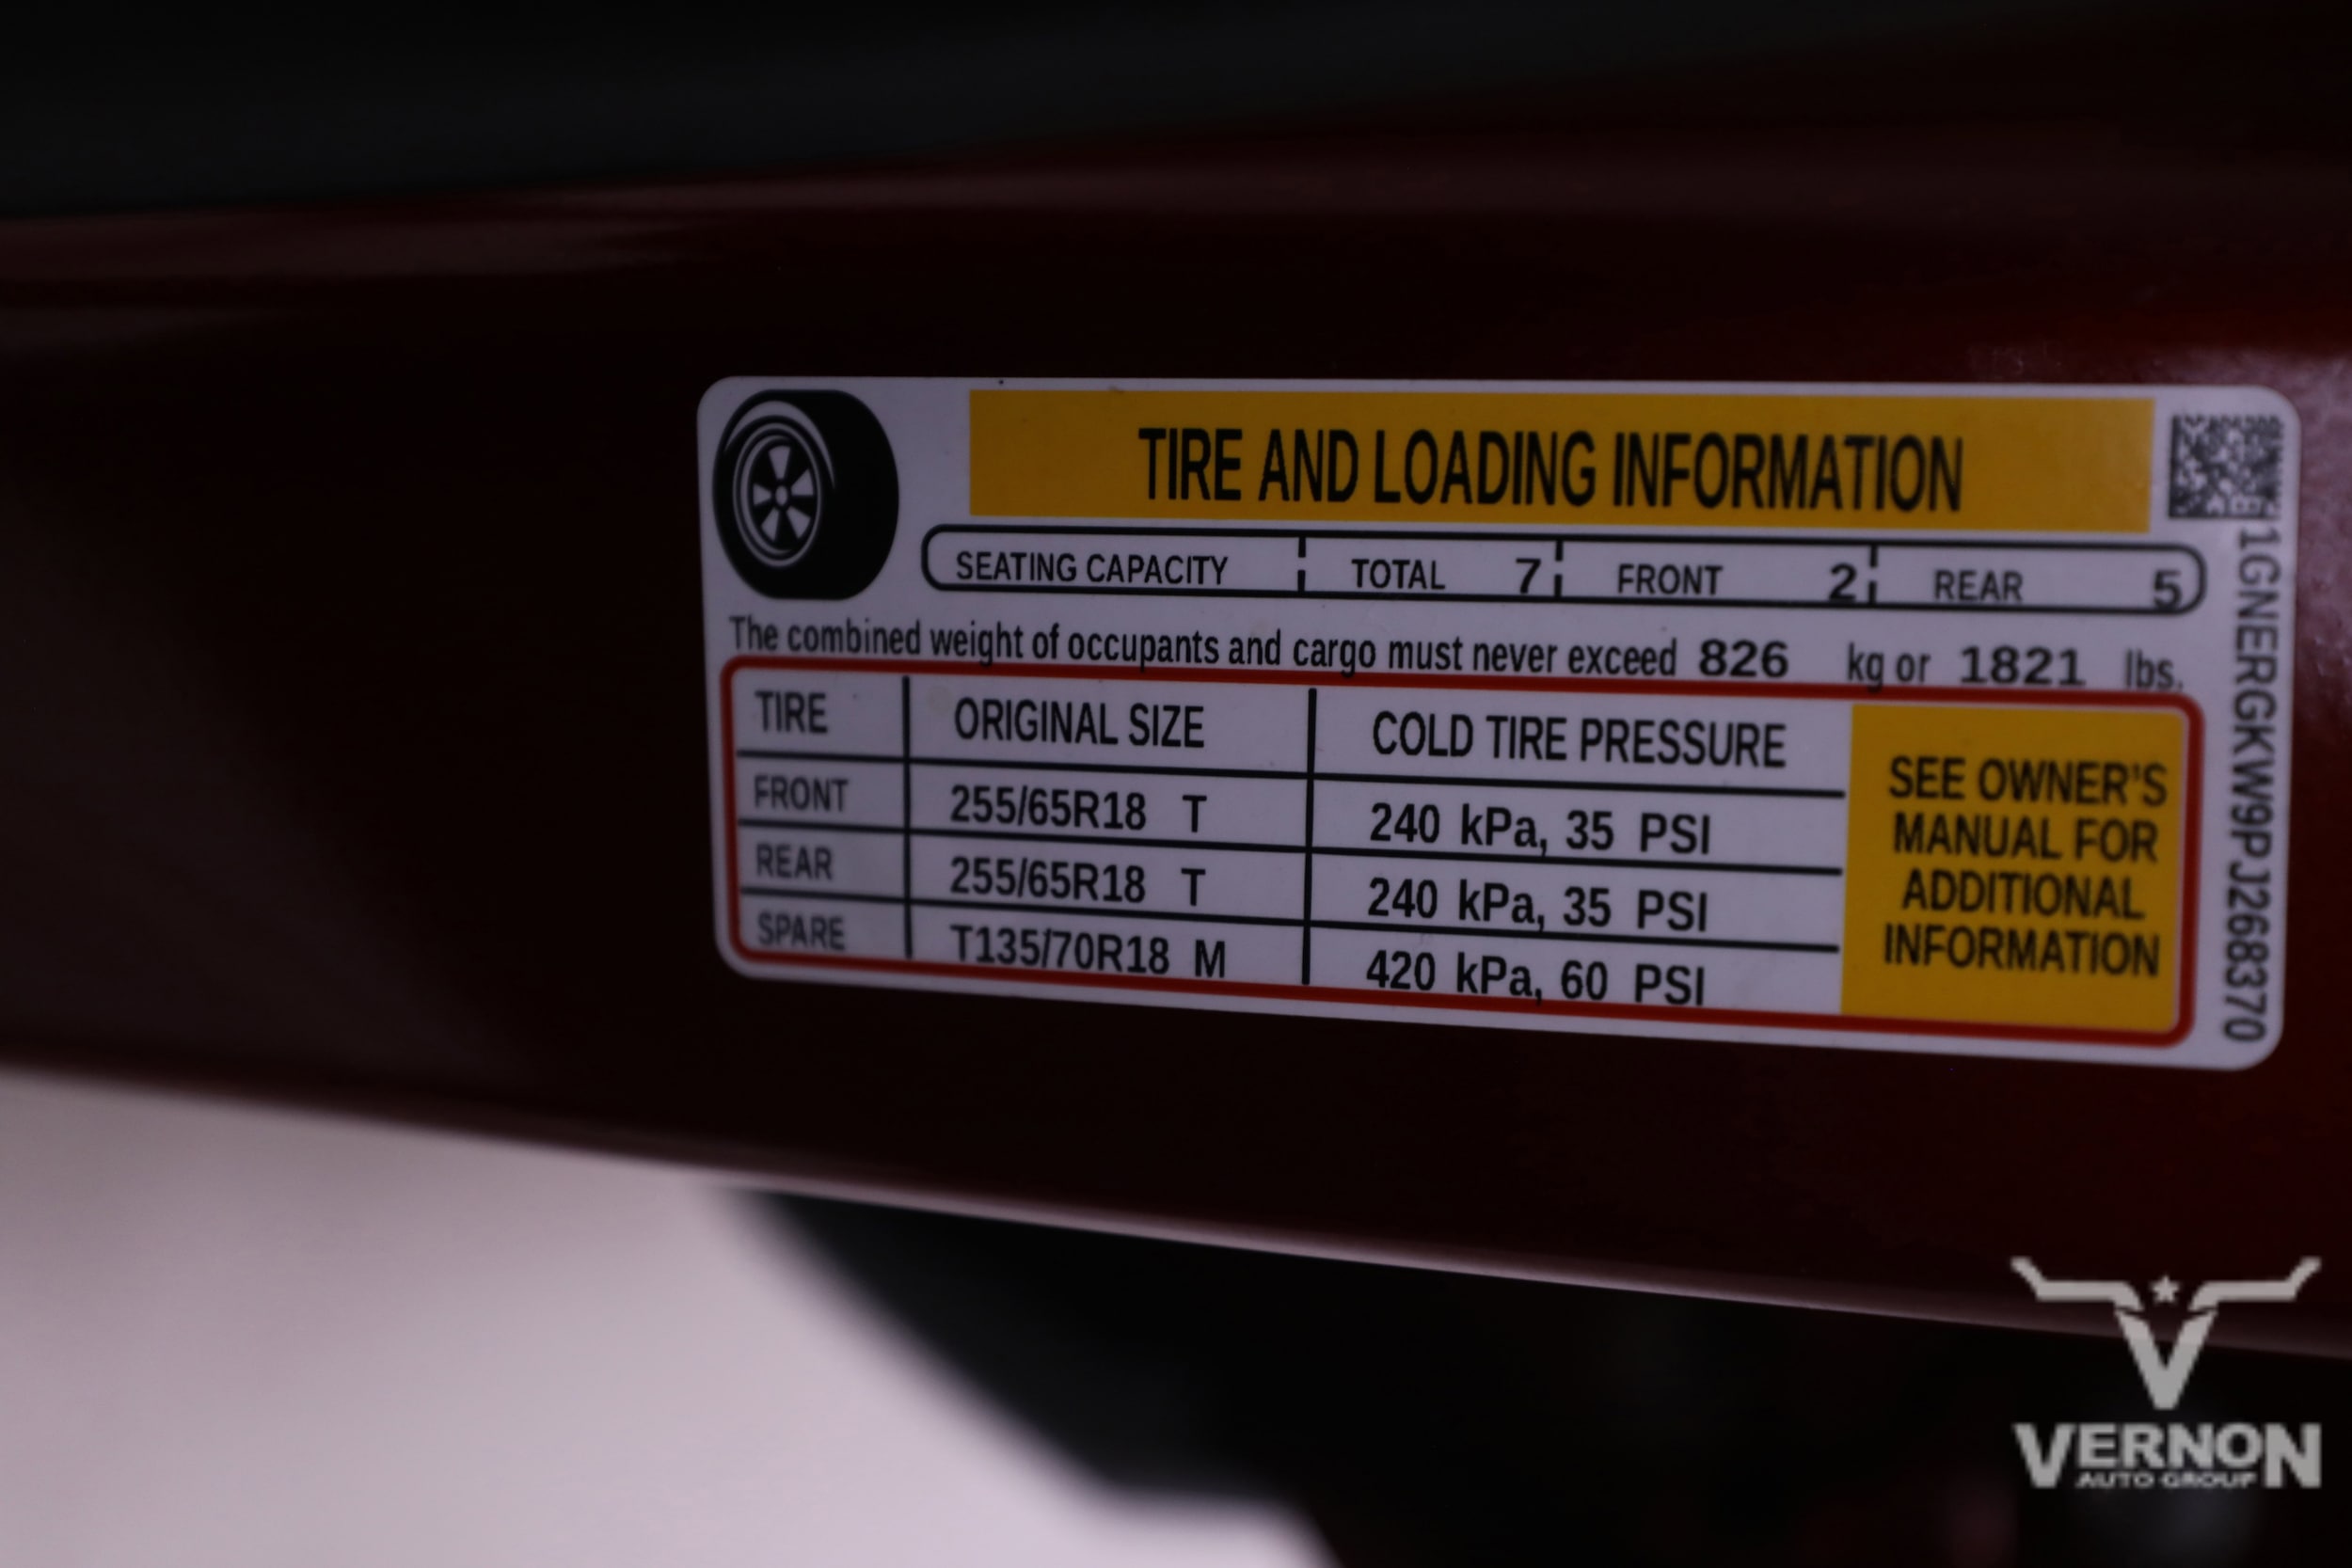 TIRE AND LOADING INFORMATION
SEATING CAPACITY TOTAL 7 FRONT 2 REAR 5
The combined weight of occupants and cargo must never exceed 826 kg or 1821 lbs.
TIRE ORIGINAL SIZE COLD TIRE PRESSURE
FRONT 255/65R18 T 240 kPa, 35 PSI
REAR 255/65R18 T 240 kPa, 35 PSI
SPARE T135/70R18 M 420 kPa, 60 PSI
SEE OWNER'S
MANUAL FOR
ADDITIONAL
INFORMATION
1GNERGKW9PJ268370
VERNON
AUTO GROUP